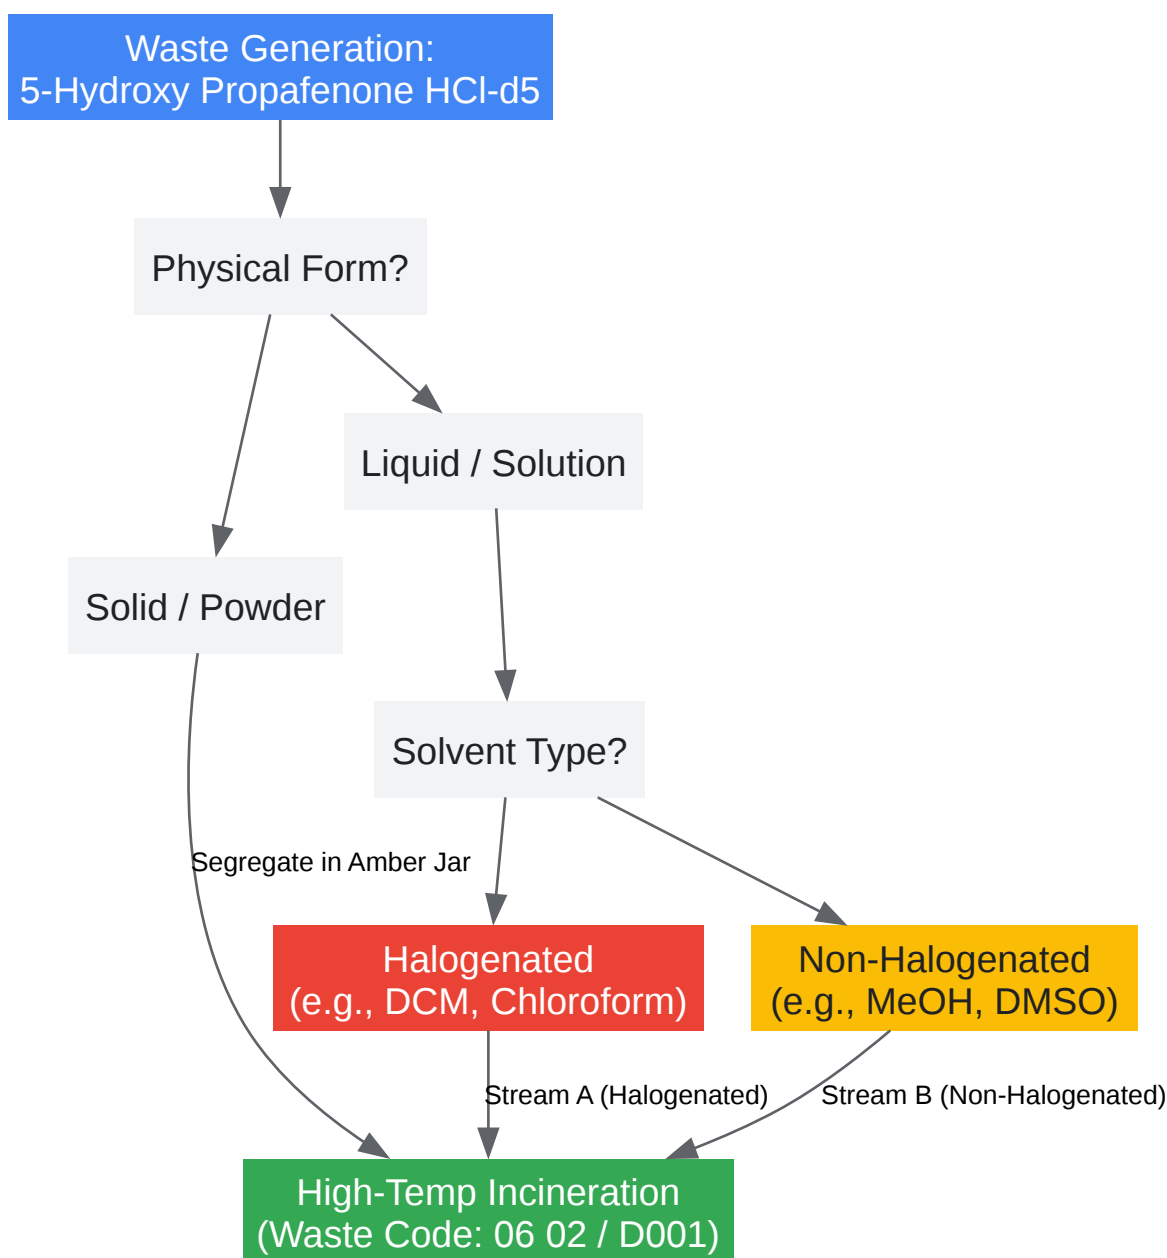 Waste Generation:
5-Hydroxy Propafenone HCl-d5
Physical Form?
Liquid / Solution
Solid / Powder
Solvent Type?
Segregate in Amber Jar
Halogenated
(e.g., DCM, Chloroform)
Non-Halogenated
(e.g., MeOH, DMSO)
Stream A (Halogenated)
Stream B (Non-Halogenated)
High-Temp Incineration
(Waste Code: 06 02 / D001)